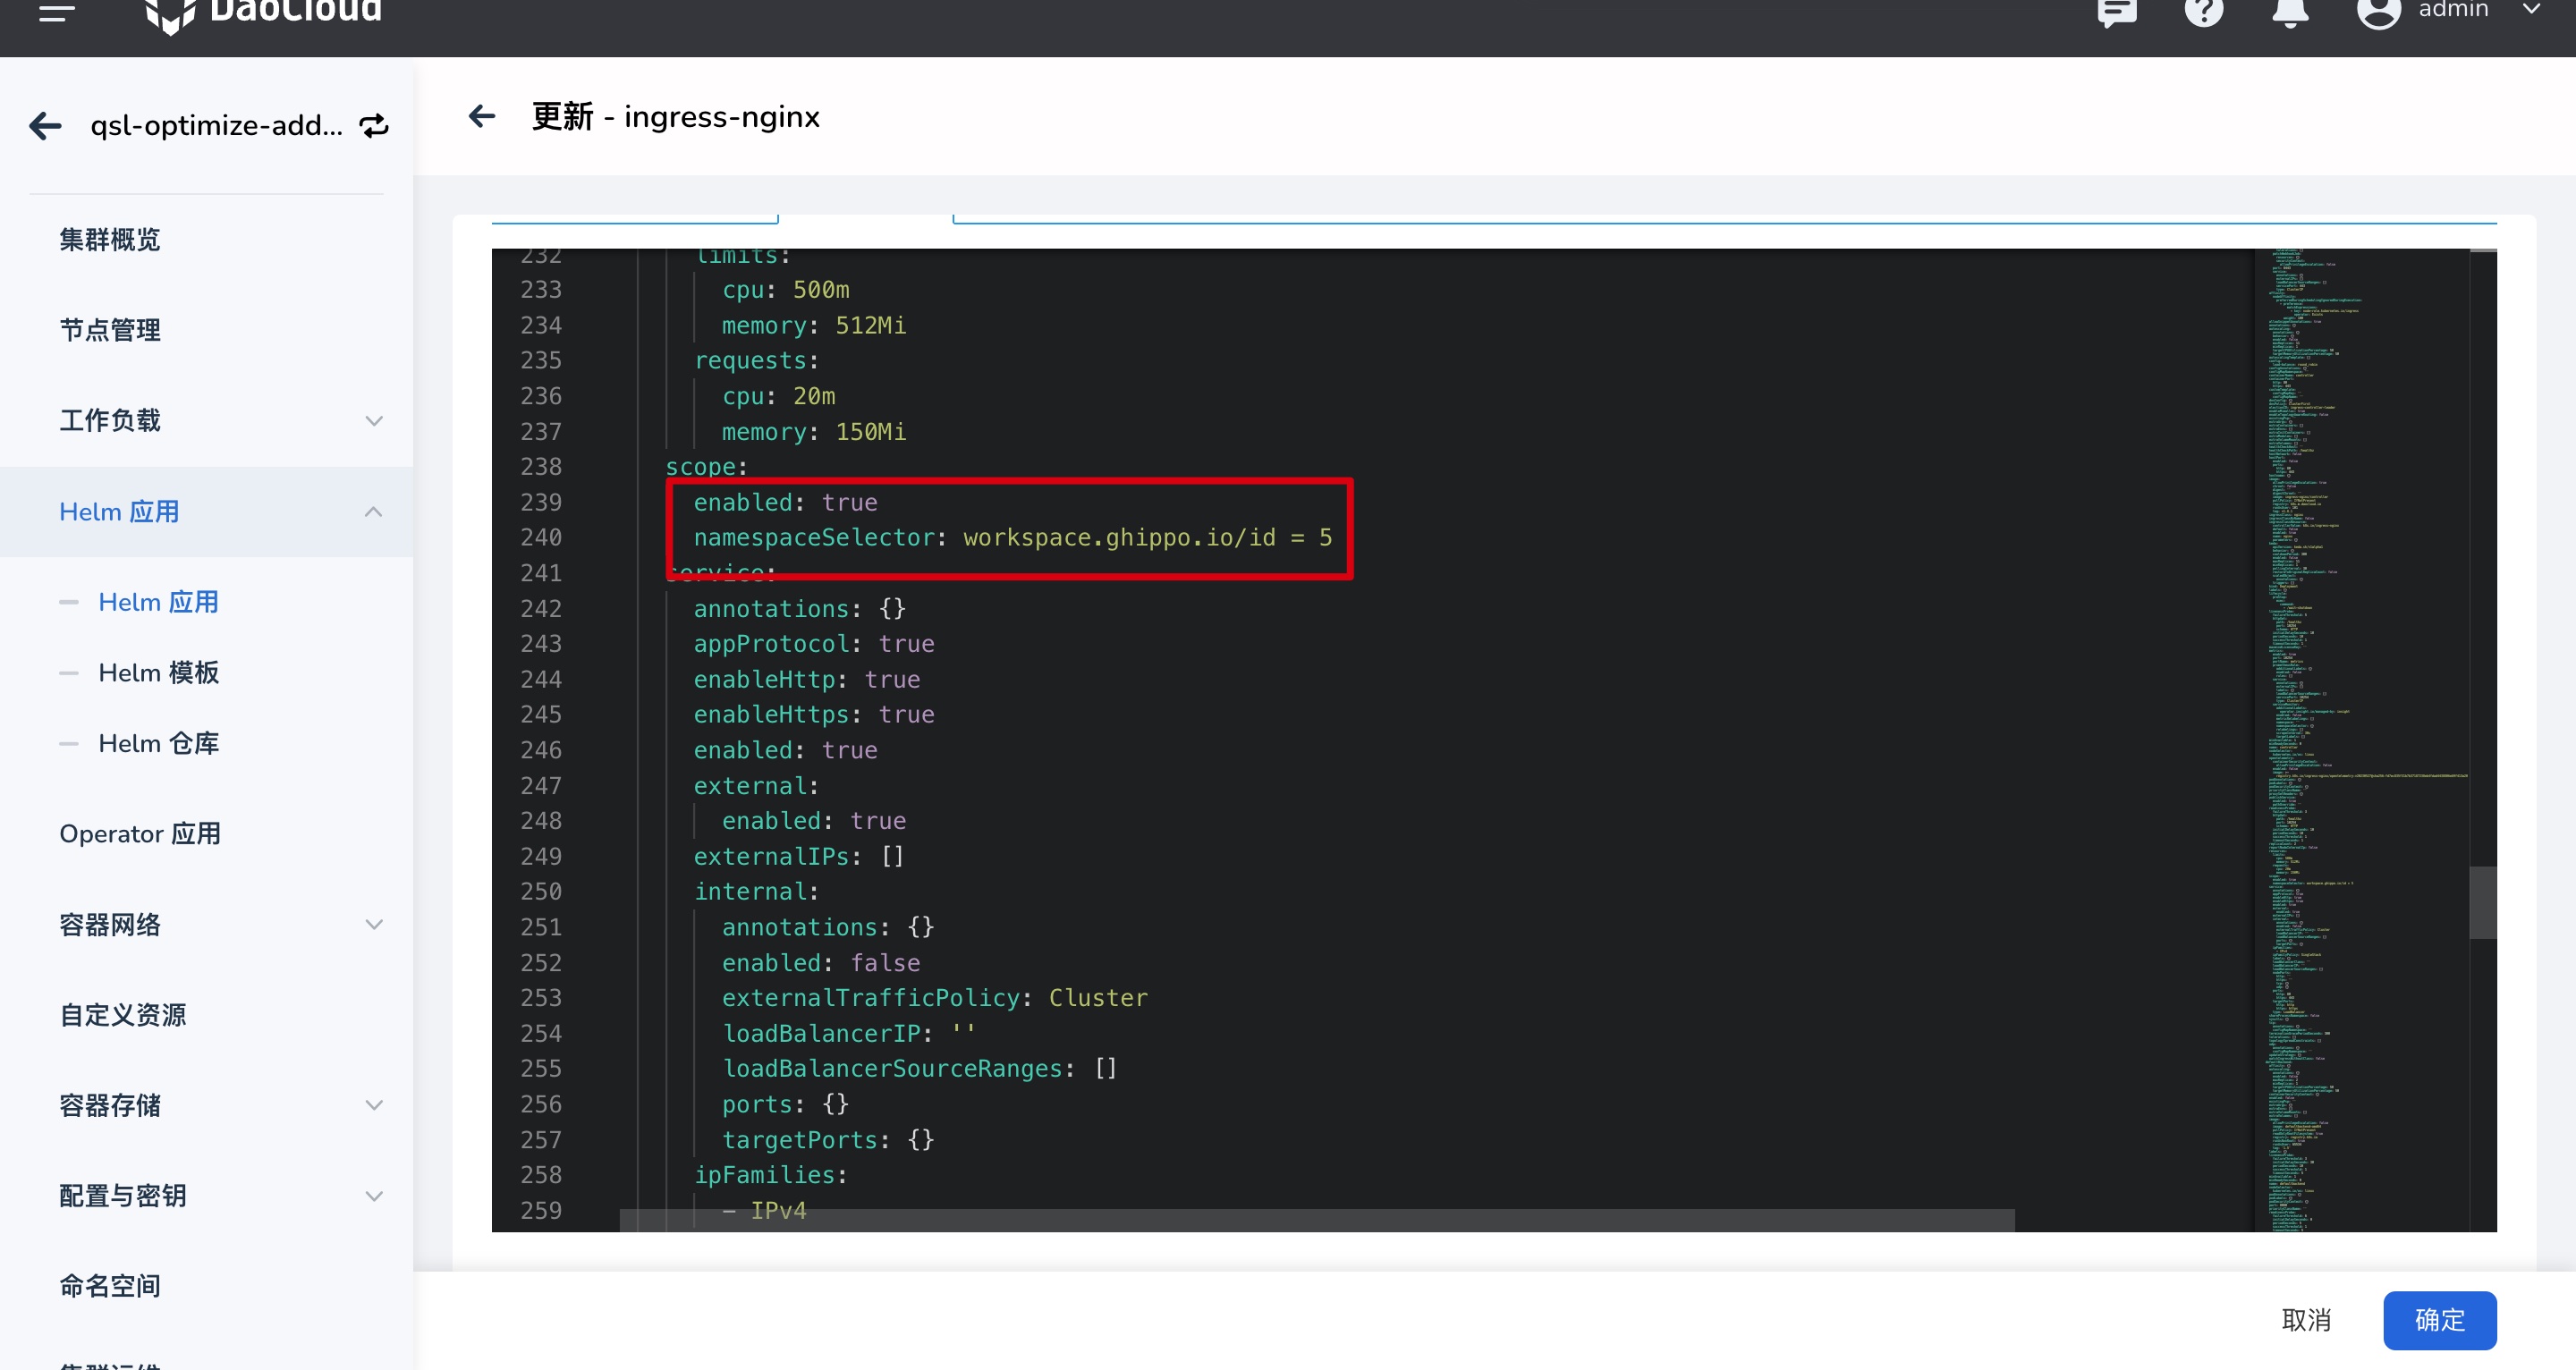 DaoCloud
admin
qsl-optimize-add...
更新 - ingress-nginx
集群概览
节点管理
工作负载
Helm 应用
Helm 应用
Helm 模板
Helm 仓库
Operator 应用
容器网络
自定义资源
容器存储
配置与密钥
命名空间
集群运维
232 limits:
233 cpu: 500m
234 memory: 512Mi
235 requests:
236 cpu: 20m
237 memory: 150Mi
238 scope:
239 enabled: true
240 namespaceSelector: workspace.ghippo.io/id = 5
241 service:
242 annotations: {}
243 appProtocol: true
244 enableHttp: true
245 enableHttps: true
246 enabled: true
247 external:
248 enabled: true
249 externalIPs: []
250 internal:
251 annotations: {}
252 enabled: false
253 externalTrafficPolicy: Cluster
254 loadBalancerIP: ''
255 loadBalancerSourceRanges: []
256 ports: {}
257 targetPorts: {}
258 ipFamilies:
259 - IPv4
取消
确定